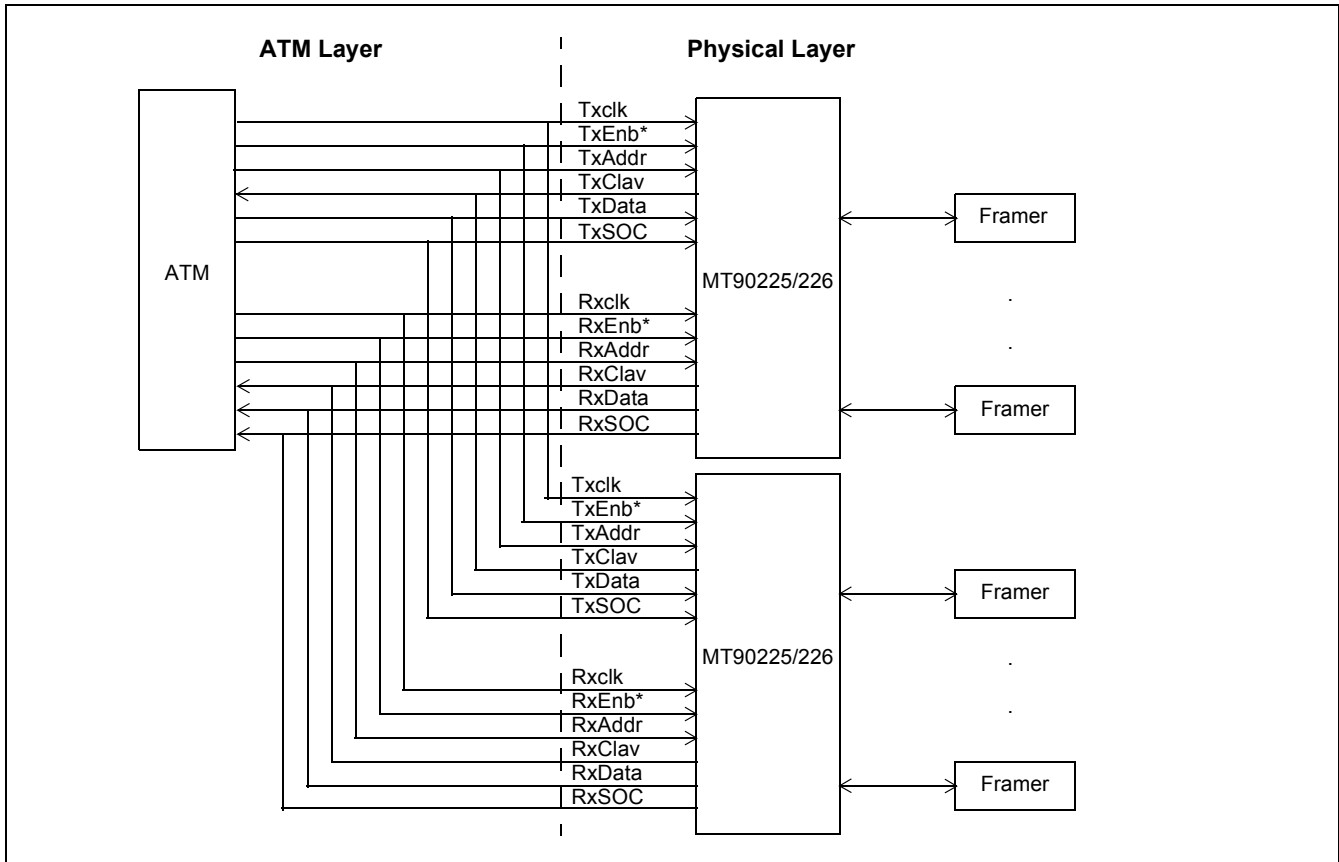 ATM Layer
Physical Layer
ATM
Txclk
TxEnb*
TxAddr
TxClav
TxData
TxSOC
Rxclk
RxEnb*
RxAddr
RxClav
RxData
RxSOC
MT90225/226
Framer
.
.
Framer
Txclk
TxEnb*
TxAddr
TxClav
TxData
TxSOC
Rxclk
RxEnb*
RxAddr
RxClav
RxData
RxSOC
MT90225/226
Framer
.
.
Framer